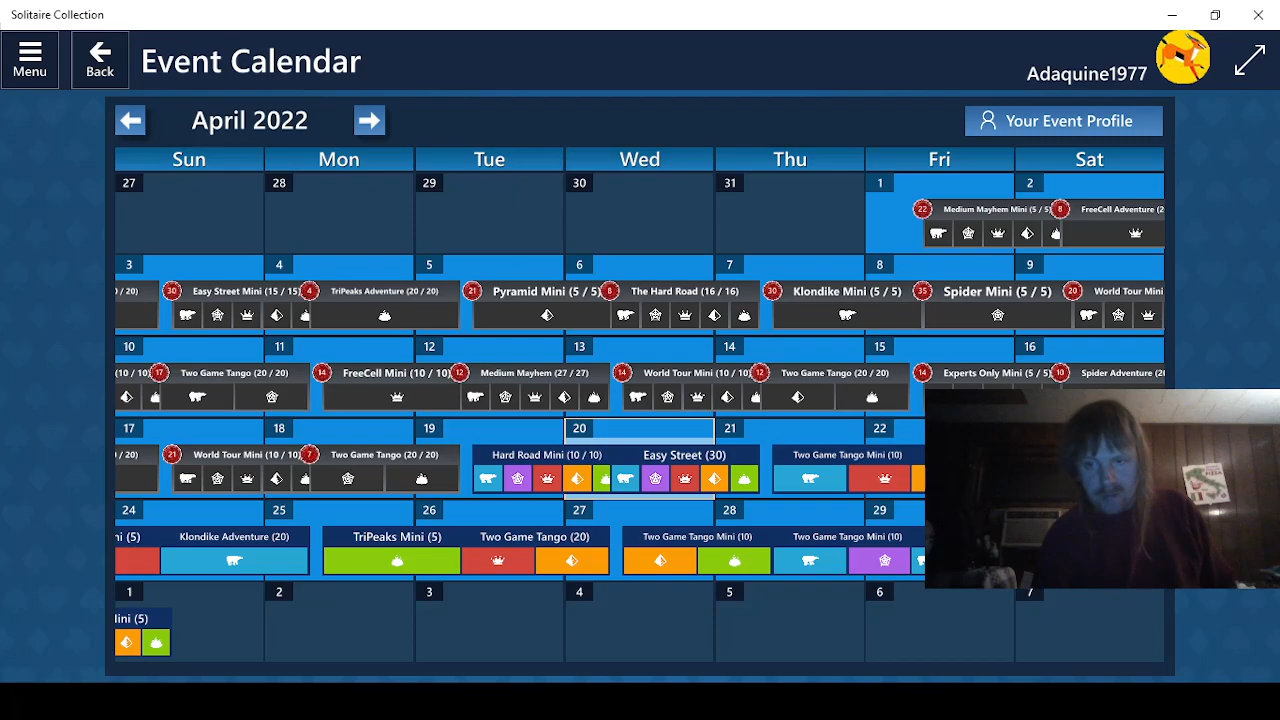 Solitaire Collection
Menu
Back
Event Calendar
Adaquine1977
April 2022
Your Event Profile
Sun Mon Tue Wed Thu Fri Sat
27 28 29 30 31 1 2
22 Medium Mayhem Mini (5 / 5) 8 FreeCell Adventure (2
3 4 5 6 7 8 9
/ 20) 30 Easy Street Mini (15 / 15) 4 TriPeaks Adventure (20 / 20) 21 Pyramid Mini (5 / 5) 8 The Hard Road (16 / 16) 30 Klondike Mini (5 / 5) 35 Spider Mini (5 / 5) 20 World Tour Mini
10 11 12 13 14 15 16
(10 / 10) 17 Two Game Tango (20 / 20) 14 FreeCell Mini (10 / 10) 12 Medium Mayhem (27 / 27) 14 World Tour Mini (10 / 10) 12 Two Game Tango (20 / 20) 14 Experts Only Mini (5 / 5) 10 Spider Adventure (20
17 18 19 20 21 22
/ 20) 21 World Tour Mini (10 / 10) 7 Two Game Tango (20 / 20) Hard Road Mini (10 / 10) Easy Street (30) Two Game Tango Mini (10)
24 25 26 27 28 29
ni (5) Klondike Adventure (20) TriPeaks Mini (5) Two Game Tango (20) Two Game Tango Mini (10) Two Game Tango Mini (10)
1 2 3 4 5 6 7
Mini (5)